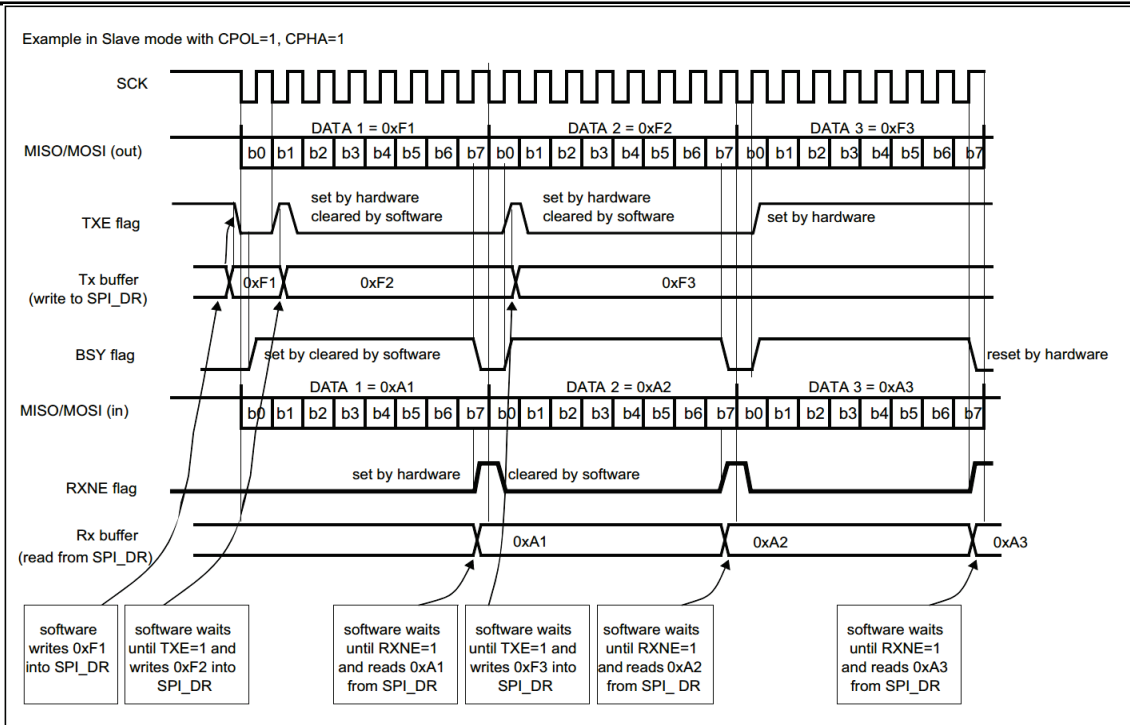 Example in Slave mode with CPOL=1, CPHA=1
SCK
DATA 1 = 0xF1 DATA 2 = 0xF2 DATA 3 = 0xF3
MISO/MOSI (out) b0 b1 b2 b3 b4 b5 b6 b7 b0 b1 b2 b3 b4 b5 b6 b7 b0 b1 b2 b3 b4 b5 b6 b7
TXE flag
set by hardware
cleared by software
set by hardware
cleared by software
set by hardware
Tx buffer
(write to SPI_DR)
0xF1 0xF2 0xF3
BSY flag set by cleared by software reset by hardware
DATA 1 = 0xA1 DATA 2 = 0xA2 DATA 3 = 0xA3
MISO/MOSI (in) b0 b1 b2 b3 b4 b5 b6 b7 b0 b1 b2 b3 b4 b5 b6 b7 b0 b1 b2 b3 b4 b5 b6 b7
RXNE flag set by hardware cleared by software
Rx buffer
(read from SPI_DR)
0xA1 0xA2 0xA3
software
writes 0xF1
into SPI_DR
software waits
until TXE=1 and
writes 0xF2 into
SPI_DR
software waits
until RXNE=1
and reads 0xA1
from SPI_DR
software waits
until TXE=1 and
writes 0xF3 into
SPI_DR
software waits
until RXNE=1
and reads 0xA2
from SPI_ DR
software waits
until RXNE=1
and reads 0xA3
from SPI_DR